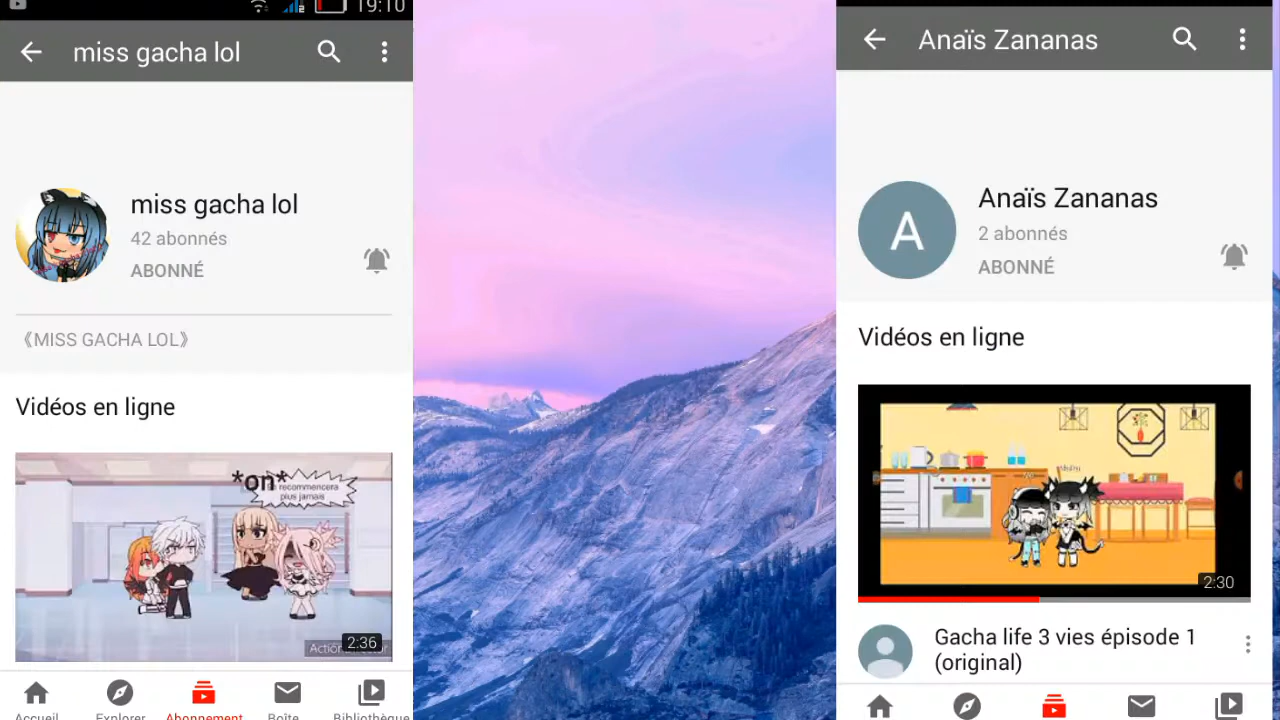 19:10
miss gacha lol
miss gacha lol
42 abonnés
ABONNÉ
《MISS GACHA LOL》
Vidéos en ligne
*on*
recommencera
plus jamais
2:36
Accueil
Explorer
Abonnement
Boîte
Bibliothèque
Anaïs Zananas
A
Anaïs Zananas
2 abonnés
ABONNÉ
Vidéos en ligne
2:30
Gacha life 3 vies épisode 1
(original)